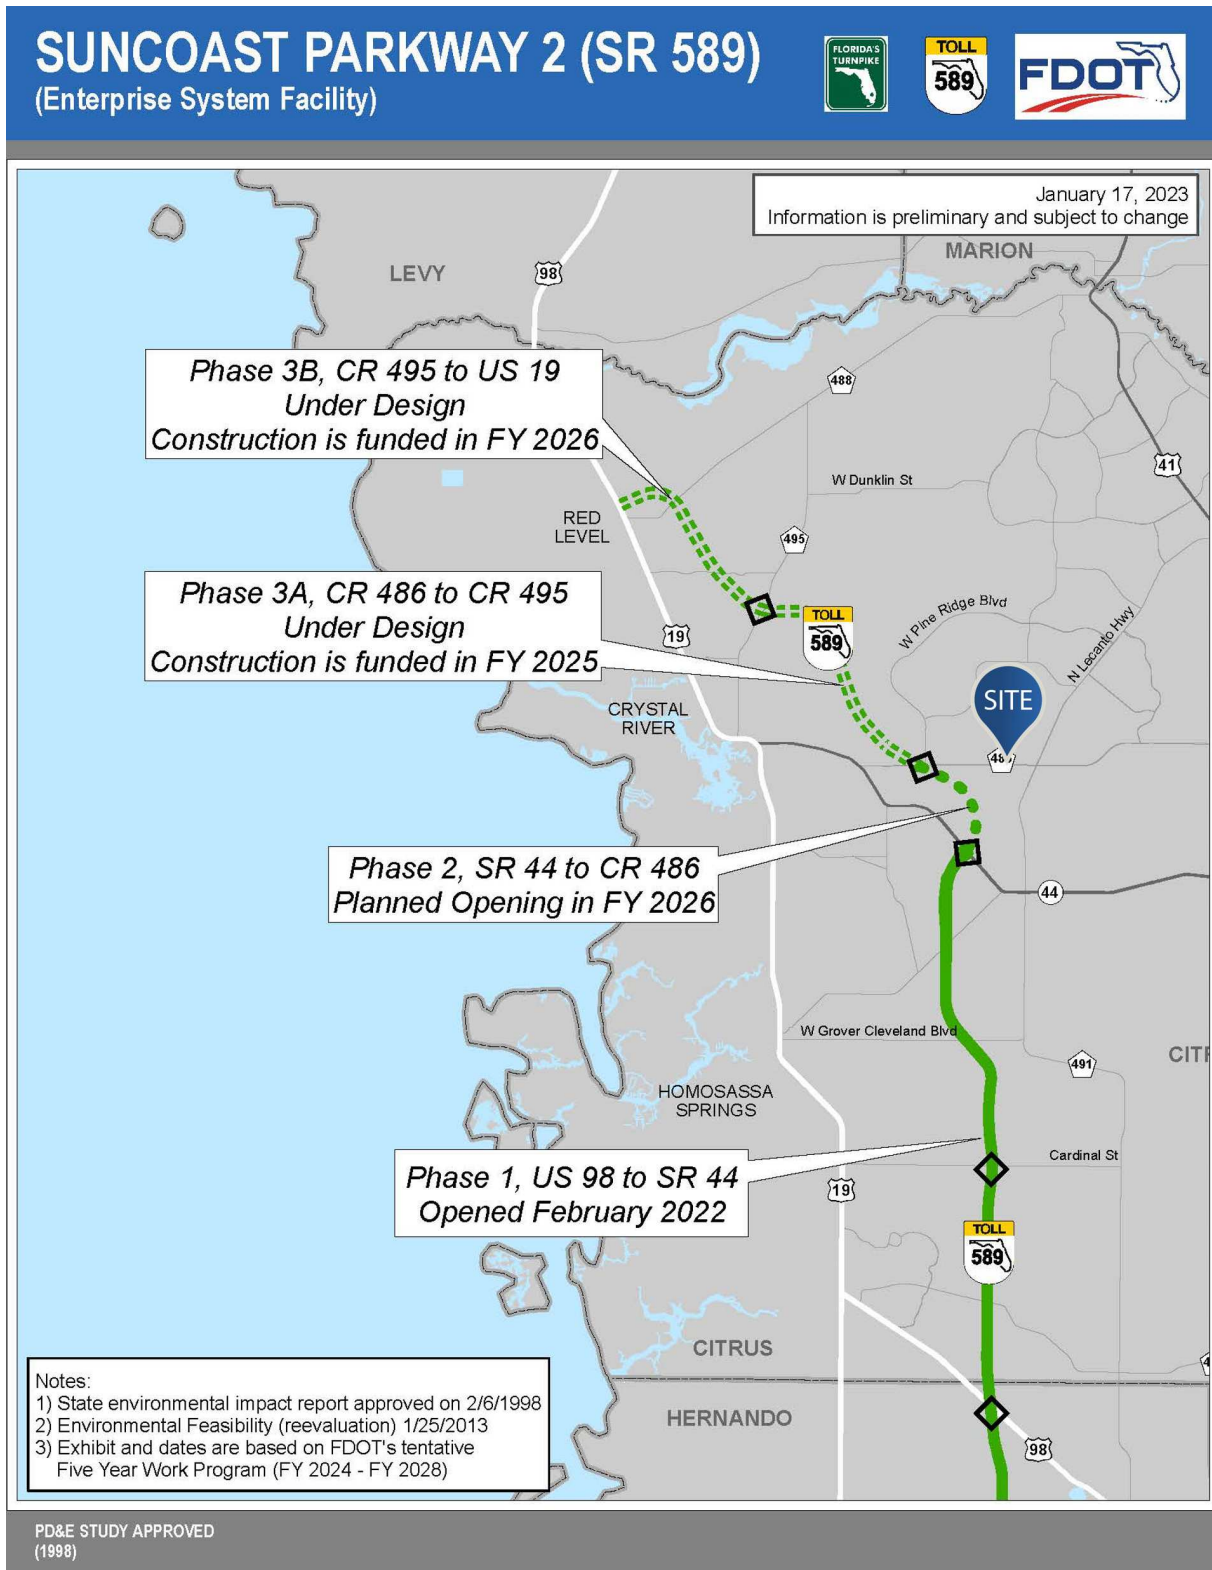 SUNCOAST PARKWAY 2 (SR 589)
(Enterprise System Facility)
FLORIDA'S
TURNPIKE
TOLL
589
FDOT
January 17, 2023
Information is preliminary and subject to change
MARION
LEVY
98
Phase 3B, CR 495 to US 19
Under Design
Construction is funded in FY 2026
488
41
W Dunklin St
RED
LEVEL
495
Phase 3A, CR 486 to CR 495
Under Design
Construction is funded in FY 2025
TOLL
589
W Pine Ridge Blvd
N Lecanto Hwy
19
SITE
CRYSTAL
RIVER
Phase 2, SR 44 to CR 486
Planned Opening in FY 2026
44
W Grover Cleveland Blvd
CIT
491
HOMOSASSA
SPRINGS
Cardinal St
Phase 1, US 98 to SR 44
Opened February 2022
19
TOLL
589
CITRUS
HERNANDO
98
Notes:
1) State environmental impact report approved on 2/6/1998
2) Environmental Feasibility (reevaluation) 1/25/2013
3) Exhibit and dates are based on FDOT's tentative
Five Year Work Program (FY 2024 - FY 2028)
PD&E STUDY APPROVED
(1998)